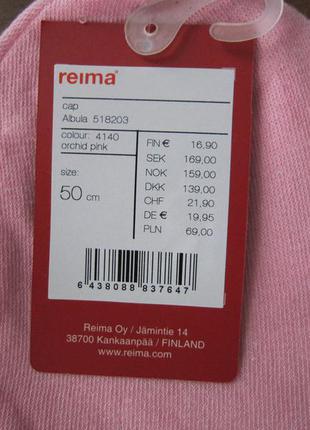 reima®
cap
Albula 518203
colour: 4140
orchid pink
size:
50 cm
FIN € 16,90
SEK 169,00
NOK 159,00
DKK 139,00
CHF 21,90
DE € 19,95
PLN 69,00
6 438088 837647
Reima Oy / Jämintie 14
38700 Kankaanpää / FINLAND
www.reima.com